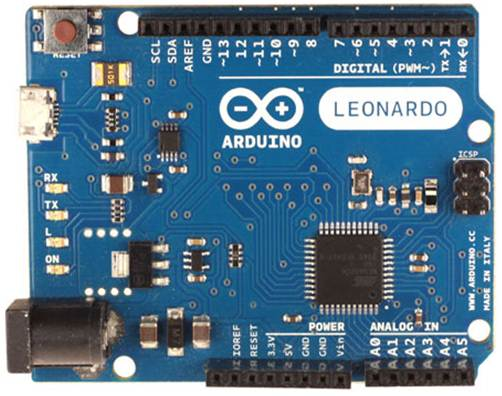 RESET
SCL
SDA
AREF
GND
~13
12
~11
~10
~9
8
7
~6
~5
4
~3
2
TX→1
RX←0
DIGITAL (PWM~)
501K
ARDUINO
LEONARDO
ICSP
RX
TX
L
ON
WWW.ARDUINO.CC
MADE IN ITALY
POWER
ANALOG IN
IOREF
RESET
3.3V
5V
GND
GND
Vin
A0
A1
A2
A3
A4
A5